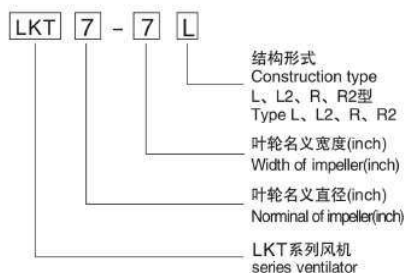 LKT 7 - 7 L
结构形式
Construction type
L、L2、R、R2型
Type L、L2、R、R2
叶轮名义宽度(inch)
Width of impeller(inch)
叶轮名义直径(inch)
Norminal of impeller(inch)
LKT系列风机
series ventilator